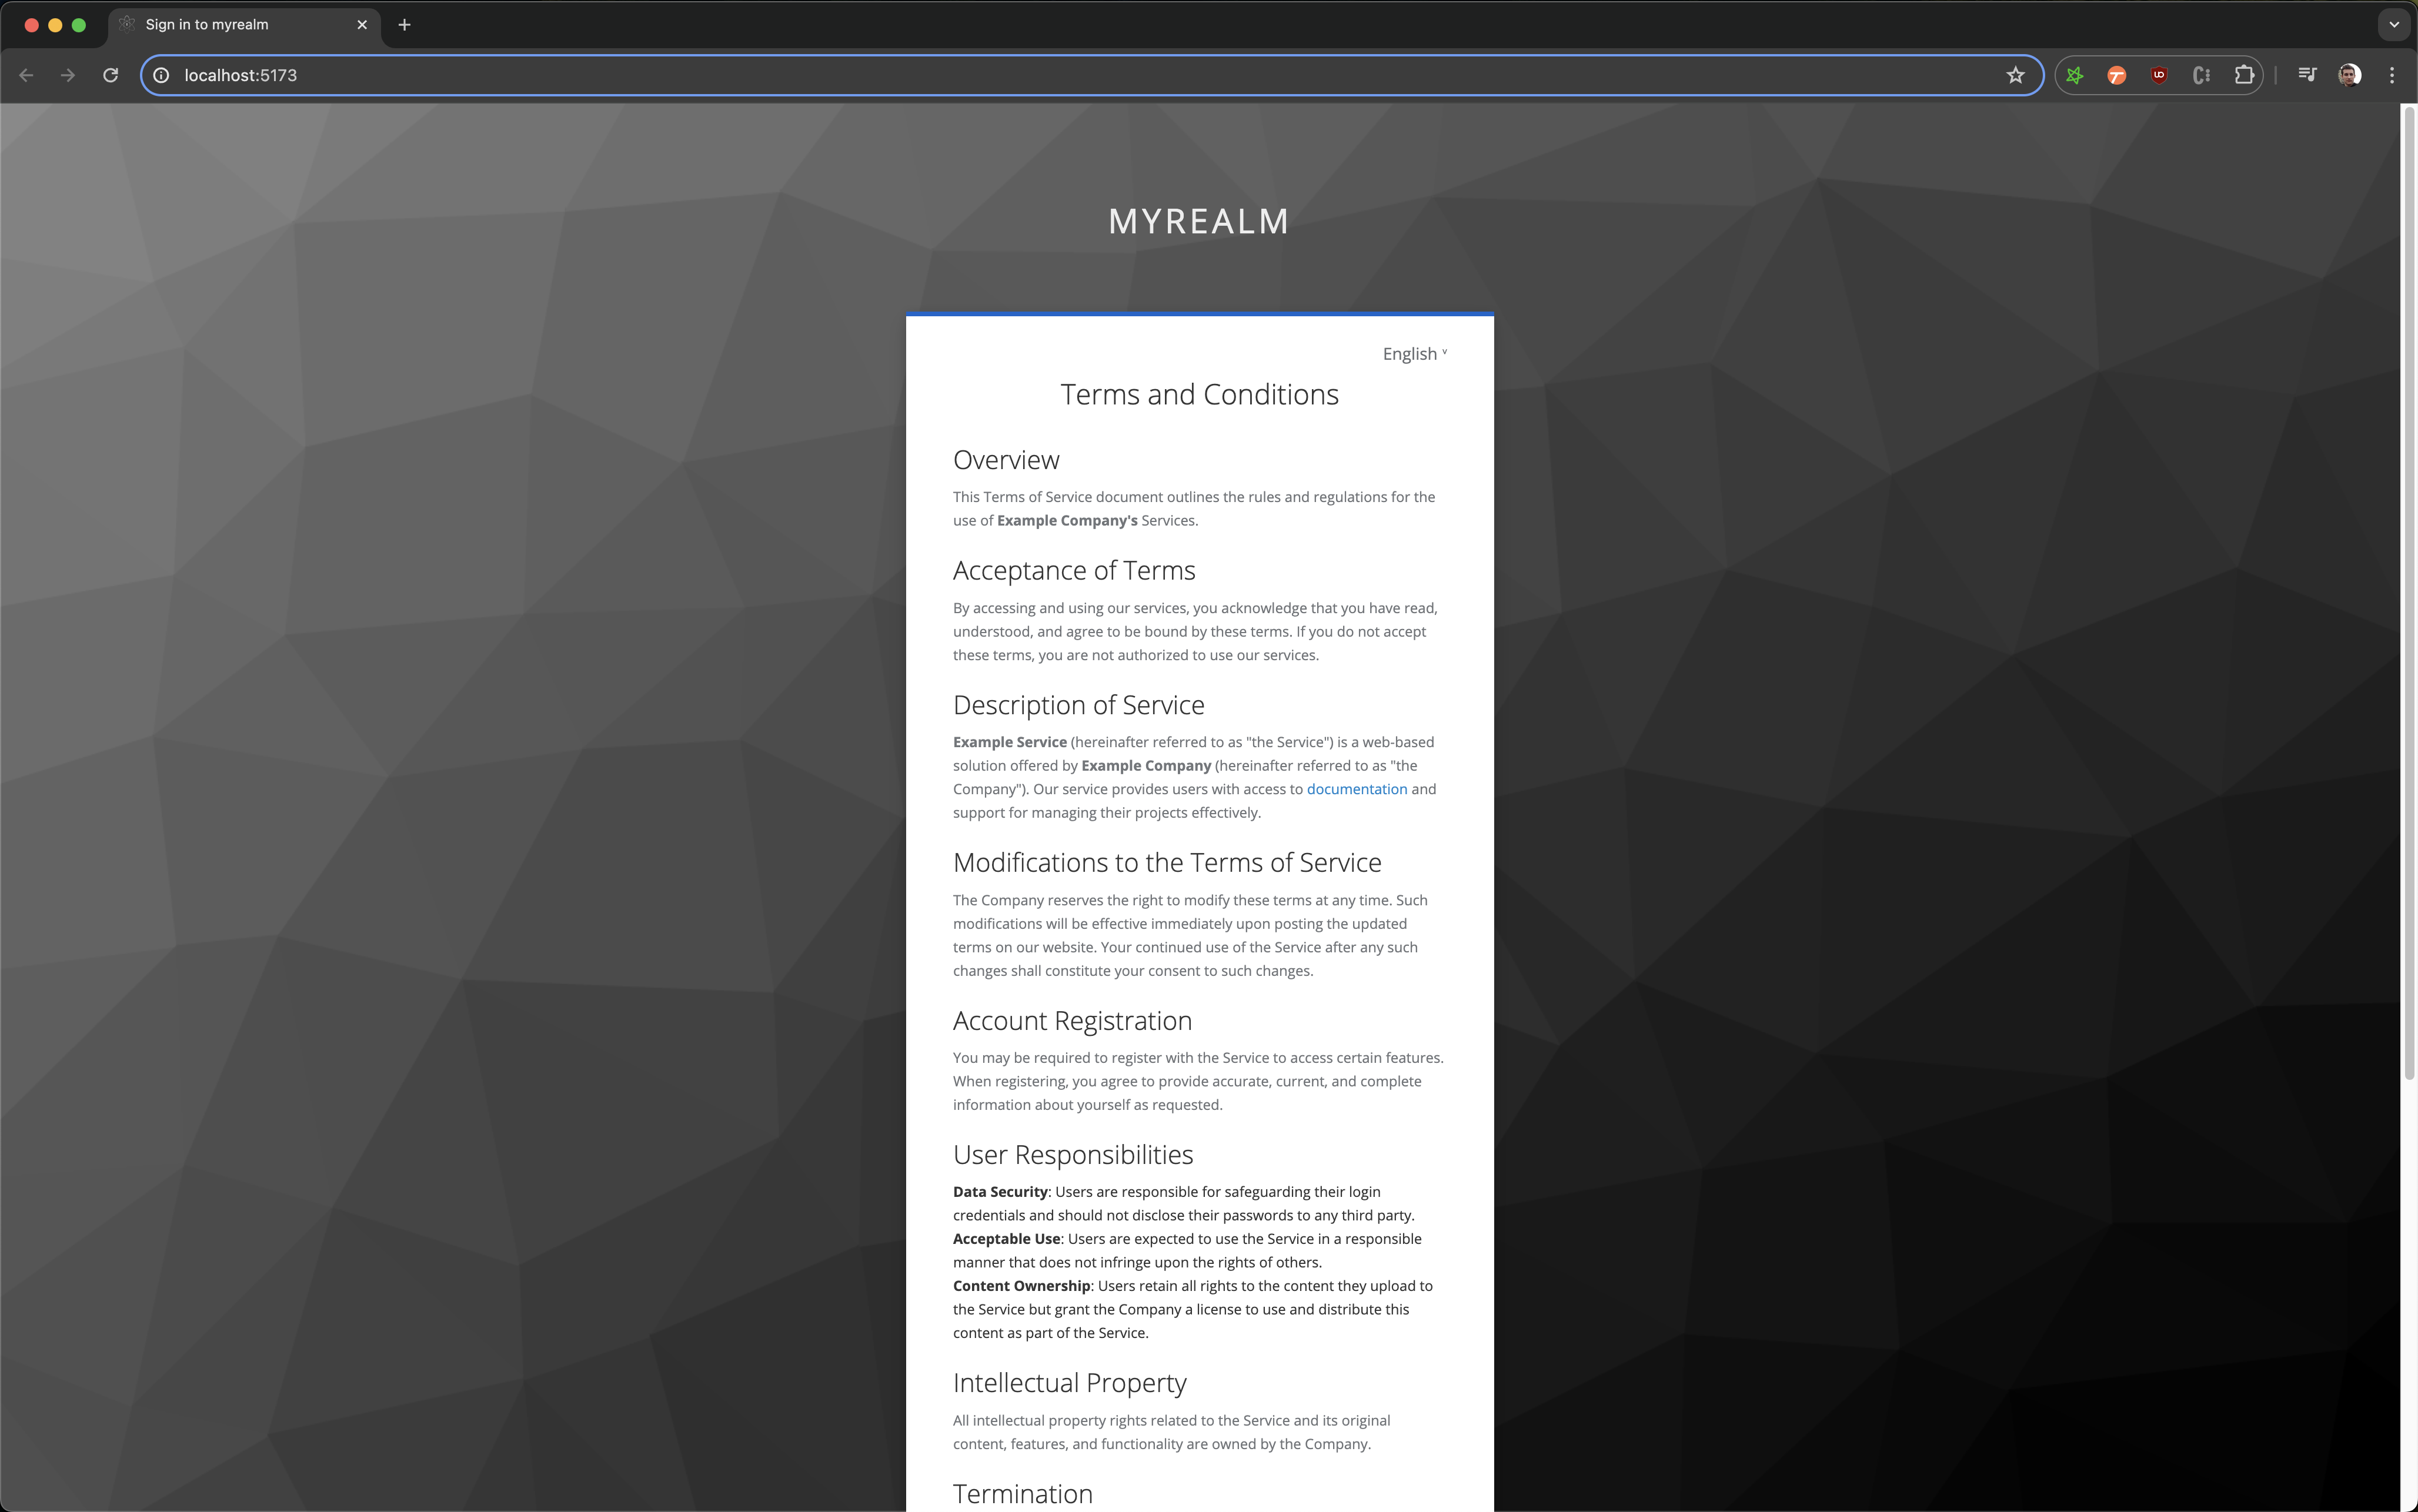 Sign in to myrealm
localhost:5173
MYREALM
English ˅
Terms and Conditions
Overview
This Terms of Service document outlines the rules and regulations for the
use of Example Company's Services.
Acceptance of Terms
By accessing and using our services, you acknowledge that you have read,
understood, and agree to be bound by these terms. If you do not accept
these terms, you are not authorized to use our services.
Description of Service
Example Service (hereinafter referred to as "the Service") is a web-based
solution offered by Example Company (hereinafter referred to as "the
Company"). Our service provides users with access to documentation and
support for managing their projects effectively.
Modifications to the Terms of Service
The Company reserves the right to modify these terms at any time. Such
modifications will be effective immediately upon posting the updated
terms on our website. Your continued use of the Service after any such
changes shall constitute your consent to such changes.
Account Registration
You may be required to register with the Service to access certain features.
When registering, you agree to provide accurate, current, and complete
information about yourself as requested.
User Responsibilities
Data Security: Users are responsible for safeguarding their login
credentials and should not disclose their passwords to any third party.
Acceptable Use: Users are expected to use the Service in a responsible
manner that does not infringe upon the rights of others.
Content Ownership: Users retain all rights to the content they upload to
the Service but grant the Company a license to use and distribute this
content as part of the Service.
Intellectual Property
All intellectual property rights related to the Service and its original
content, features, and functionality are owned by the Company.
Termination